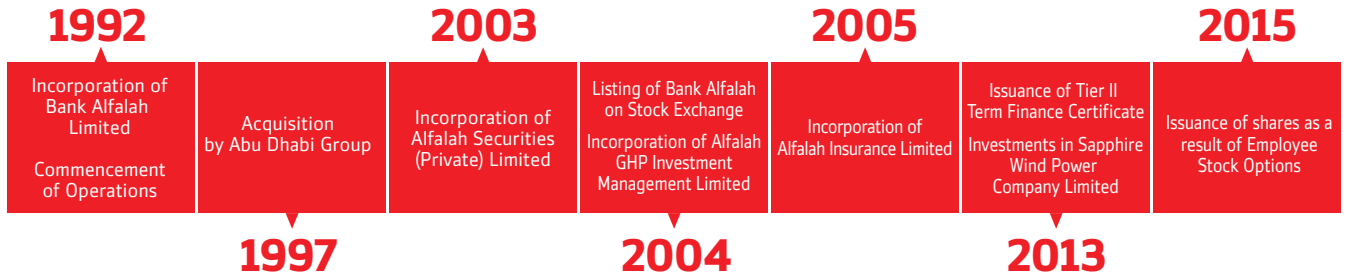 1992
2003
2005
2015
Incorporation of
Bank Alfalah
Limited
Commencement
of Operations
Acquisition
by Abu Dhabi Group
Incorporation of
Alfalah Securities
(Private) Limited
Listing of Bank Alfalah
on Stock Exchange
Incorporation of Alfalah
GHP Investment
Management Limited
Incorporation of
Alfalah Insurance Limited
Issuance of Tier II
Term Finance Certificate
Investments in Sapphire
Wind Power
Company Limited
Issuance of shares as a
result of Employee
Stock Options
1997
2004
2013